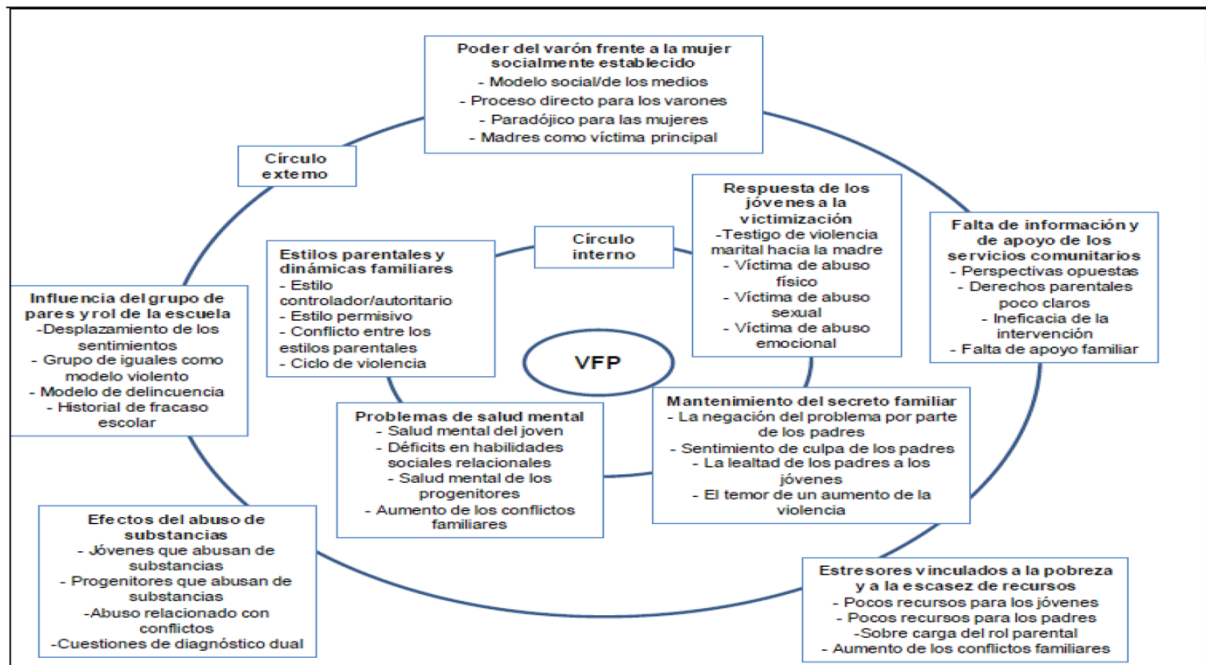 Poder del varón frente a la mujer
socialmente establecido
- Modelo social/de los medios
- Proceso directo para los varones
- Paradójico para las mujeres
- Madres como víctima principal
Círculo
externo
Respuesta de los
jóvenes a la
victimización
-Testigo de violencia
marital hacia la madre
- Víctima de abuso
físico
- Víctima de abuso
sexual
- Víctima de abuso
emocional
Falta de información y
de apoyo de los
servicios comunitarios
- Perspectivas opuestas
- Derechos parentales
poco claros
- Ineficacia de la
intervención
- Falta de apoyo familiar
Círculo
interno
Estilos parentales y
dinámicas familiares
- Estilo
controlador/autoritario
- Estilo permisivo
- Conflicto entre los
estilos parentales
- Ciclo de violencia
Influencia del grupo de
pares y rol de la escuela
-Desplazamiento de los
sentimientos
- Grupo de iguales como
modelo violento
- Modelo de delincuencia
- Historial de fracaso
escolar
VFP
Problemas de salud mental
- Salud mental del joven
- Déficits en habilidades
sociales relacionales
- Salud mental de los
progenitores
- Aumento de los conflictos
familiares
Mantenimiento del secreto familiar
- La negación del problema por parte
de los padres
- Sentimiento de culpa de los padres
- La lealtad de los padres a los
jóvenes
- El temor de un aumento de la
violencia
Efectos del abuso de
substancias
- Jóvenes que abusan de
substancias
- Progenitores que abusan de
substancias
-Abuso relacionado con
conflictos
-Cuestiones de diagnóstico dual
Estresores vinculados a la pobreza
y a la escasez de recursos
- Pocos recursos para los jóvenes
- Pocos recursos para los padres
-Sobre carga del rol parental
- Aumento de los conflictos familiares